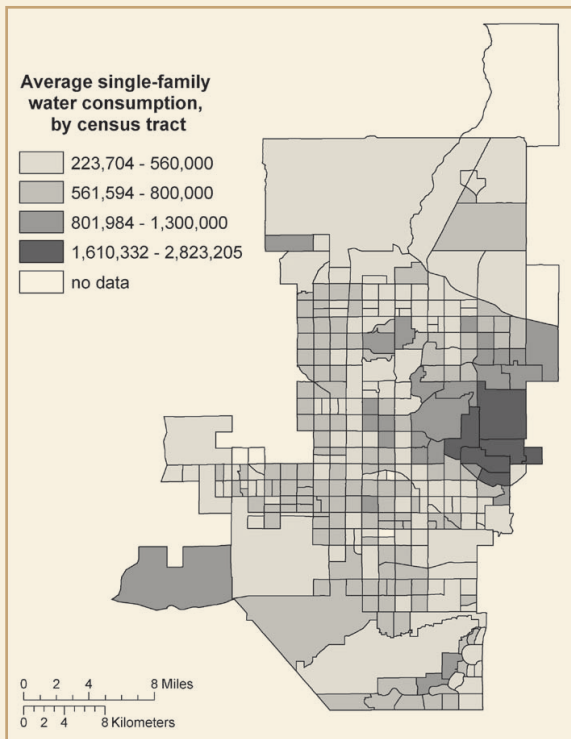 Average single-family
water consumption,
by census tract
223,704 - 560,000
561,594 - 800,000
801,984 - 1,300,000
1,610,332 - 2,823,205
no data
0 2 4 8 Miles
0 2 4 8 Kilometers